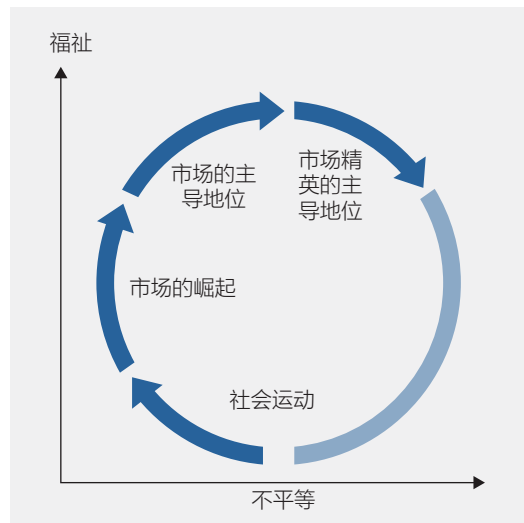 福祉
市场的主
导地位
市场精
英的主
导地位
市场的崛起
社会运动
不平等